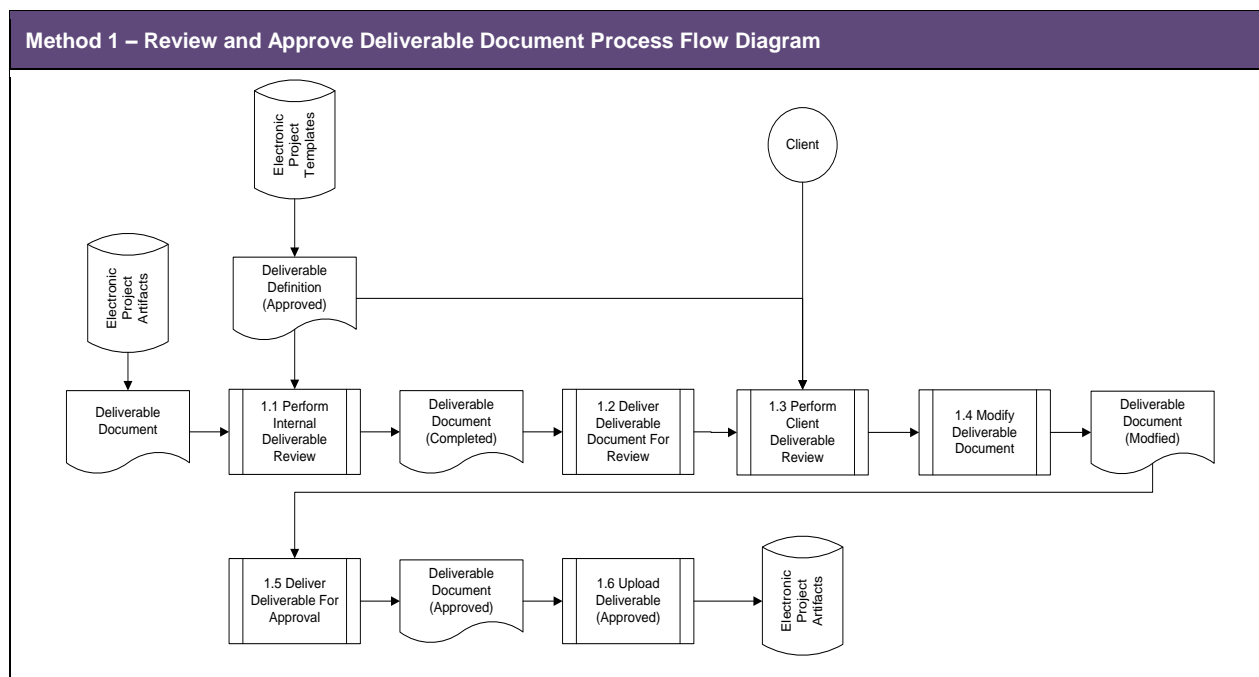 Method 1 – Review and Approve Deliverable Document Process Flow Diagram
Electronic
Project
Templates
Client
Electronic
Project
Artifacts
Deliverable
Definition
(Approved)
Deliverable
Document
1.1 Perform
Internal
Deliverable
Review
Deliverable
Document
(Completed)
1.2 Deliver
Deliverable
Document For
Review
1.3 Perform
Client
Deliverable
Review
1.4 Modify
Deliverable
Document
Deliverable
Document
(Modfied)
1.5 Deliver
Deliverable For
Approval
Deliverable
Document
(Approved)
1.6 Upload
Deliverable
(Approved)
Electronic
Project
Artifacts